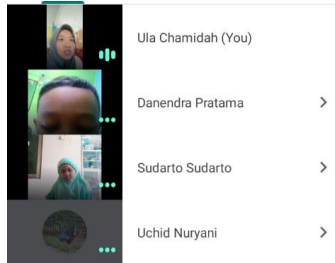 Ula Chamidah (You)
Danendra Pratama
Sudarto Sudarto
Uchid Nuryani